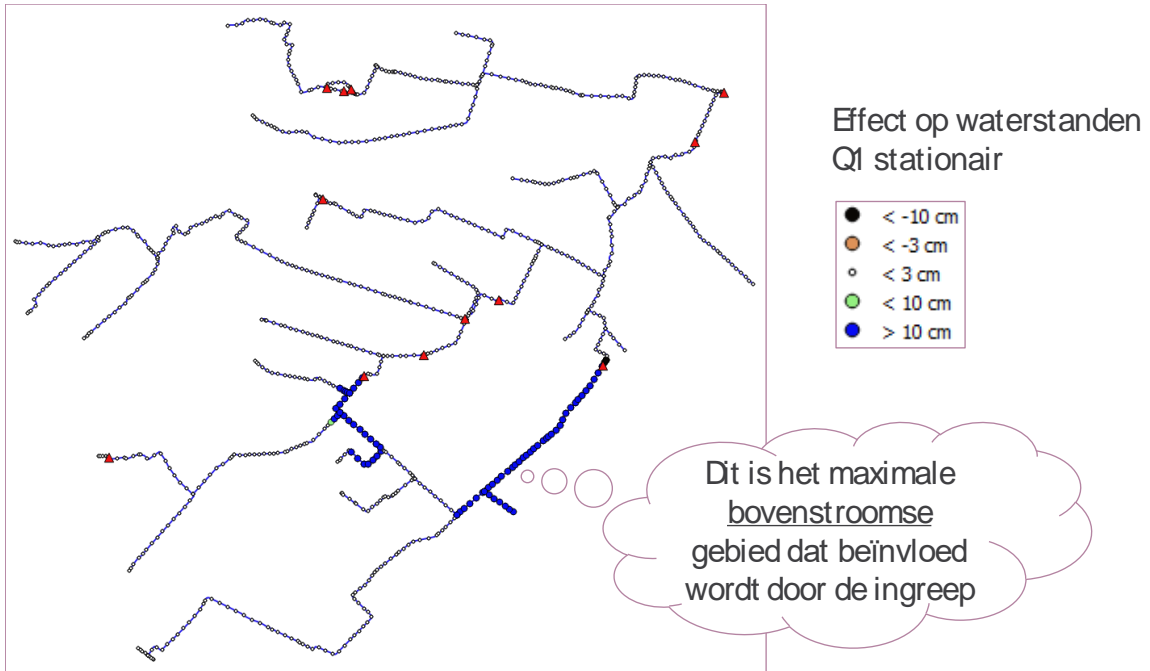 Effect op waterstanden
Q1 stationair
< -10 cm
< -3 cm
< 3 cm
< 10 cm
> 10 cm
Dit is het maximale
bovenstroomse
gebied dat beïnvloed
wordt door de ingreep